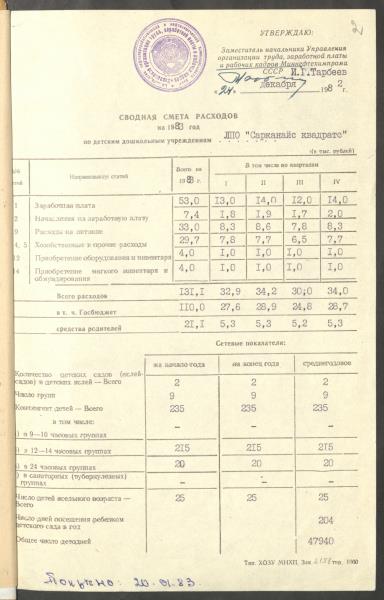 2
УТВЕРЖДАЮ:
Заместитель начальника Управления
организации труда, заработной платы
и рабочих кадров Миннефтехимпрома
СССР И.Г.Тарбеев
"24" декабря 1982 г.
СВОДНАЯ СМЕТА РАСХОДОВ
на 1983 год
по детским дошкольным учреждениям ЛПО "Сарканайс квадратс"
(в тыс. рублей)
Наименование статей Всего на 1983 г. В том числе по кварталам
I II III IV
1 Заработная плата 53,0 13,0 14,0 12,0 14,0
2 Начисления на заработную плату 7,4 1,8 1,9 1,7 2,0
9 Расходы на питание 33,0 8,3 8,6 7,8 8,3
4, 5 Хозяйственные и прочие расходы 29,7 7,8 7,7 6,5 7,7
12 Приобретение оборудования и инвентаря 4,0 1,0 1,0 1,0 1,0
14 Приобретение мягкого инвентаря и
обмундирования 4,0 1,0 1,0 1,0 1,0
Всего расходов 131,1 32,9 34,2 30,0 34,0
в т. ч. Госбюджет 110,0 27,6 28,9 24,8 28,7
средства родителей 21,1 5,3 5,3 5,2 5,3
Сетевые показатели:
на начало года на конец года среднегодовое
Количество детских садов (яслей-
садов) и детских яслей — Всего 2 2 2
Число групп 9 9 9
Контингент детей — Всего 235 235 235
в том числе:
) в 9—10 часовых группах – – –
) в 12—14 часовых группах 215 215 215
) в 24 часовых группах 20 20 20
) в санаторных (туберкулезных)
группах – – –
Число детей ясельного возраста —
Всего 25 25 25
Число дней посещения ребенком
детского сада в год 204
Общее число детодней 47940
Тип. ХОЗУ МНХП, Зак. тир. 1000
20.01.83.